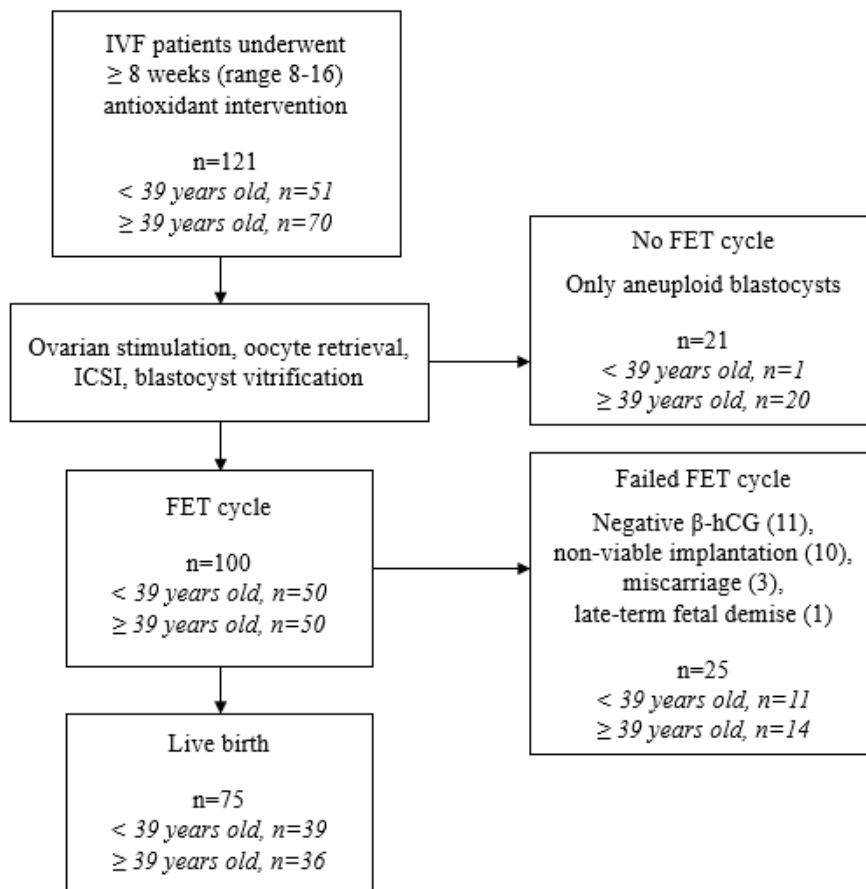 IVF patients underwent
≥ 8 weeks (range 8-16)
antioxidant intervention
n=121
< 39 years old, n=51
≥ 39 years old, n=70
No FET cycle
Only aneuploid blastocysts
n=21
< 39 years old, n=1
≥ 39 years old, n=20
Ovarian stimulation, oocyte retrieval,
ICSI, blastocyst vitrification
FET cycle
n=100
< 39 years old, n=50
≥ 39 years old, n=50
Failed FET cycle
Negative β-hCG (11),
non-viable implantation (10),
miscarriage (3),
late-term fetal demise (1)
n=25
< 39 years old, n=11
≥ 39 years old, n=14
Live birth
n=75
< 39 years old, n=39
≥ 39 years old, n=36